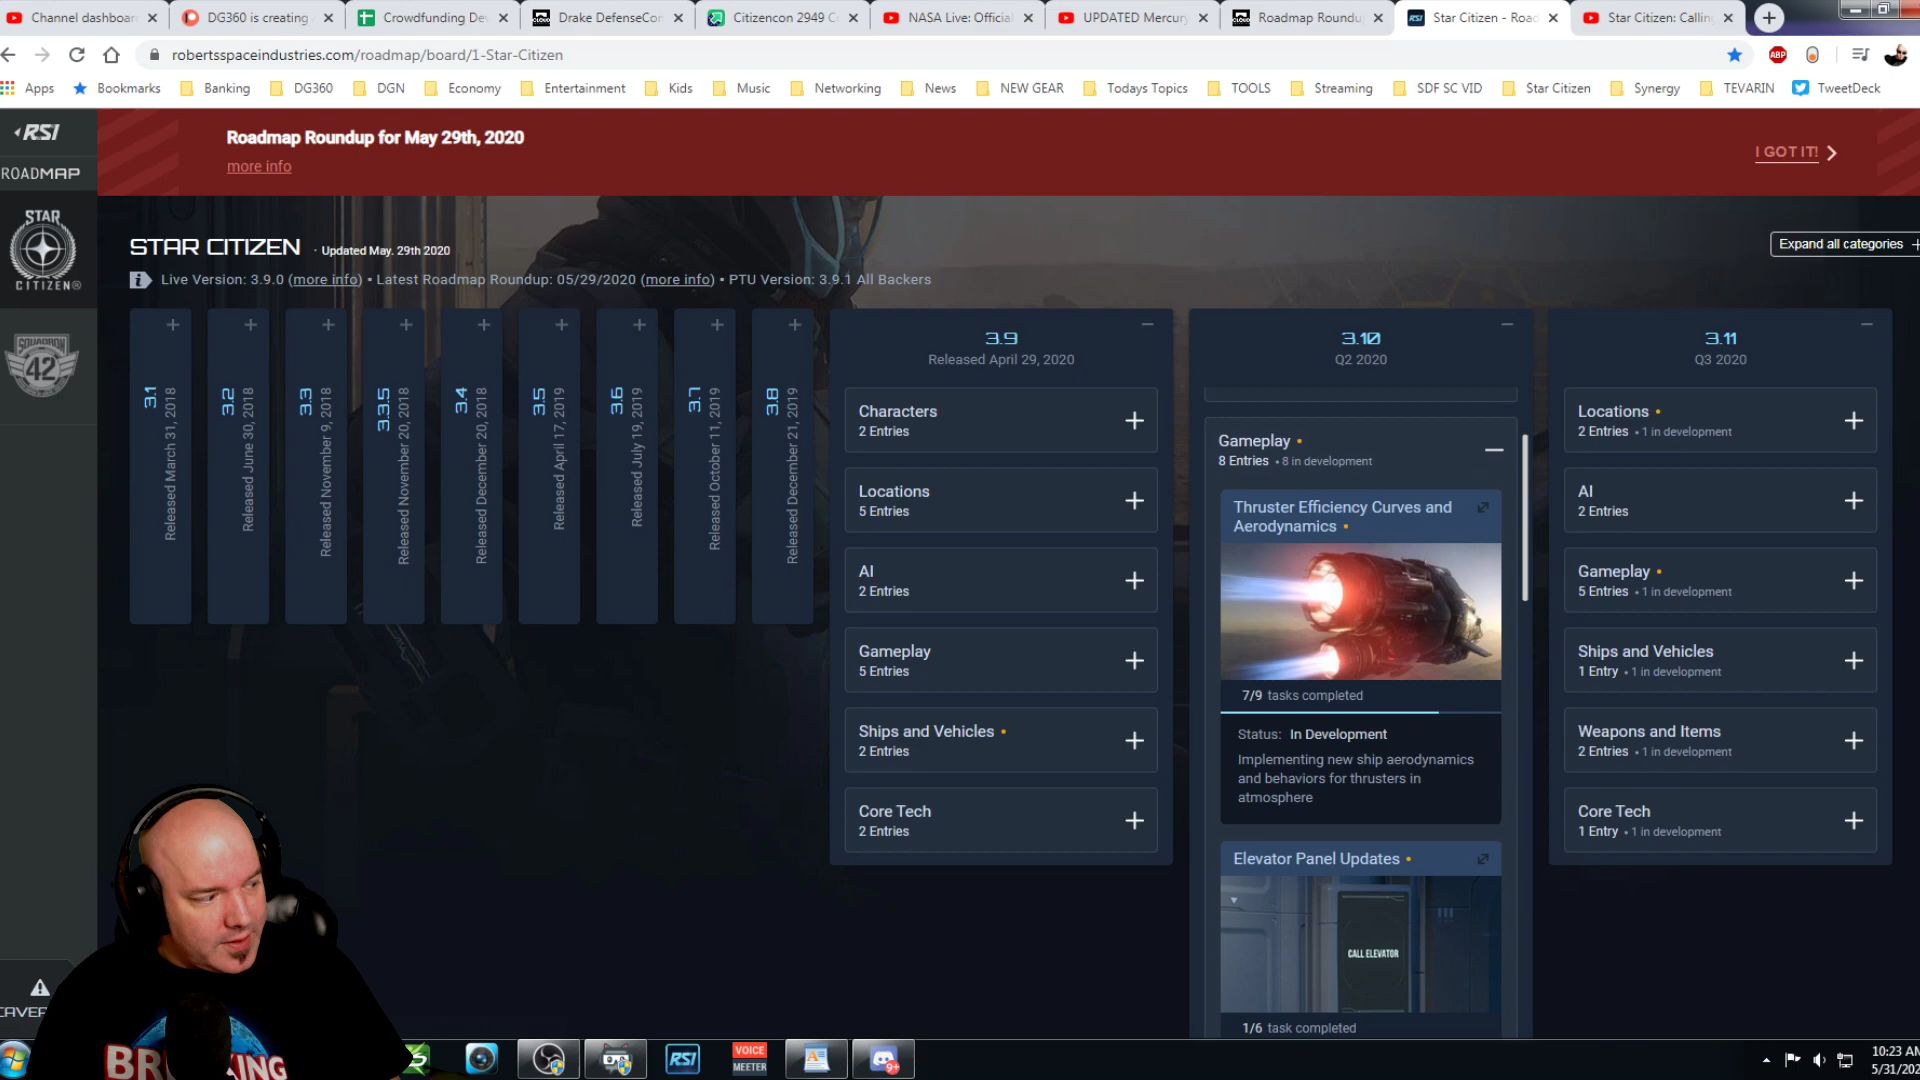 Channel dashboard
DG360 is creating
Crowdfunding De
Drake DefenseCon
Citizencon 2949 C
NASA Live: Official
UPDATED Mercury
Roadmap Roundu
Star Citizen - Road
Star Citizen: Calling
robertsspaceindustries.com/roadmap/board/1-Star-Citizen
ABP
Apps
Bookmarks
Banking
DG360
DGN
Economy
Entertainment
Kids
Music
Networking
News
NEW GEAR
Todays Topics
TOOLS
Streaming
SDF SC VID
Star Citizen
Synergy
TEVARIN
TweetDeck
RSI
ROADMAP
STAR
CITIZEN®
SQUADRON
42
Roadmap Roundup for May 29th, 2020
more info
I GOT IT!
STAR CITIZEN · Updated May. 29th 2020
Expand all categories +
Live Version: 3.9.0 (more info) • Latest Roadmap Roundup: 05/29/2020 (more info) • PTU Version: 3.9.1 All Backers
3.1
Released March 31, 2018
3.2
Released June 30, 2018
3.3
Released November 9, 2018
3.3.5
Released November 20, 2018
3.4
Released December 20, 2018
3.5
Released April 17, 2019
3.6
Released July 19, 2019
3.7
Released October 11, 2019
3.8
Released December 21, 2019
3.9
Released April 29, 2020
Characters
2 Entries
Locations
5 Entries
AI
2 Entries
Gameplay
5 Entries
Ships and Vehicles •
2 Entries
Core Tech
2 Entries
3.10
Q2 2020
Gameplay •
8 Entries • 8 in development
Thruster Efficiency Curves and
Aerodynamics •
7/9 tasks completed
Status: In Development
Implementing new ship aerodynamics
and behaviors for thrusters in
atmosphere
Elevator Panel Updates •
CALL ELEVATOR
1/6 task completed
3.11
Q3 2020
Locations •
2 Entries • 1 in development
AI
2 Entries
Gameplay •
5 Entries • 1 in development
Ships and Vehicles
1 Entry • 1 in development
Weapons and Items
2 Entries • 1 in development
Core Tech
1 Entry • 1 in development
RSI
VOICE
MEETER
9+
10:23 AM
5/31/202